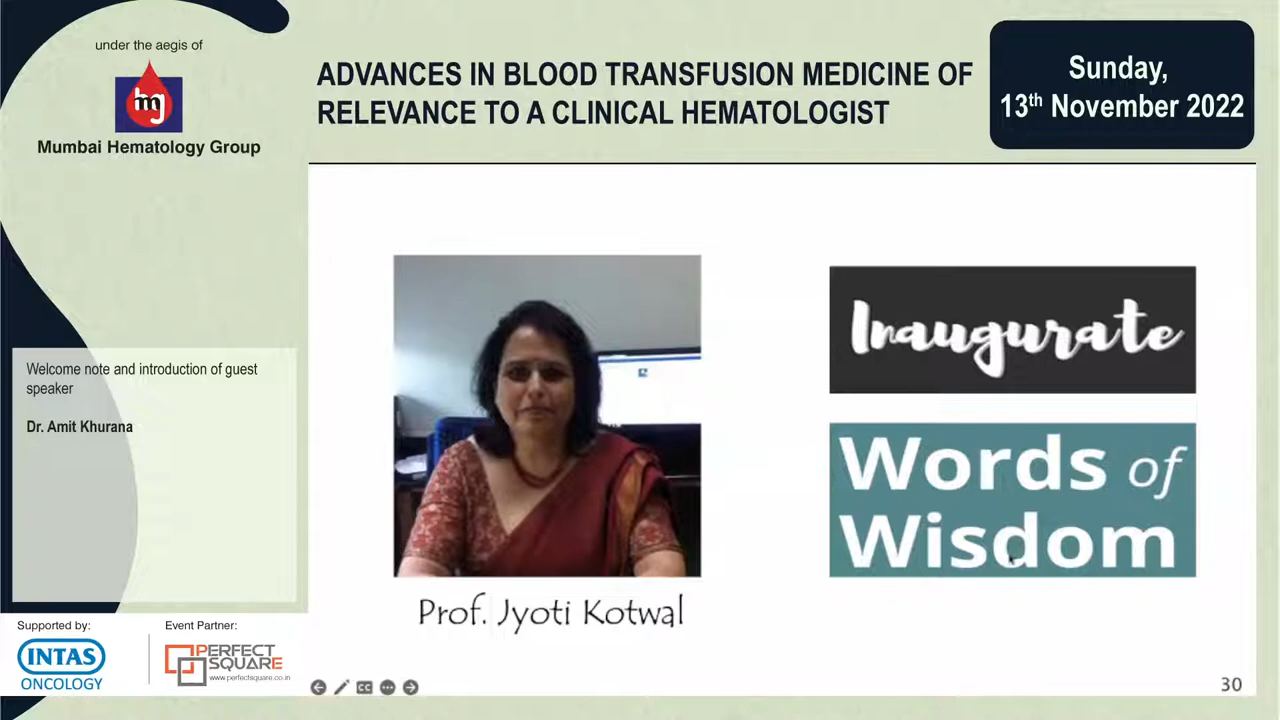 under the aegis of
hg
Mumbai Hematology Group
ADVANCES IN BLOOD TRANSFUSION MEDICINE OF
RELEVANCE TO A CLINICAL HEMATOLOGIST
Sunday,
13th November 2022
Welcome note and introduction of guest
speaker
Dr. Amit Khurana
Inaugurate
Words of
Wisdom
Prof. Jyoti Kotwal
Supported by:
INTAS
ONCOLOGY
Event Partner:
PERFECT
SQUARE
www.perfectsquare.co.in
CC
30